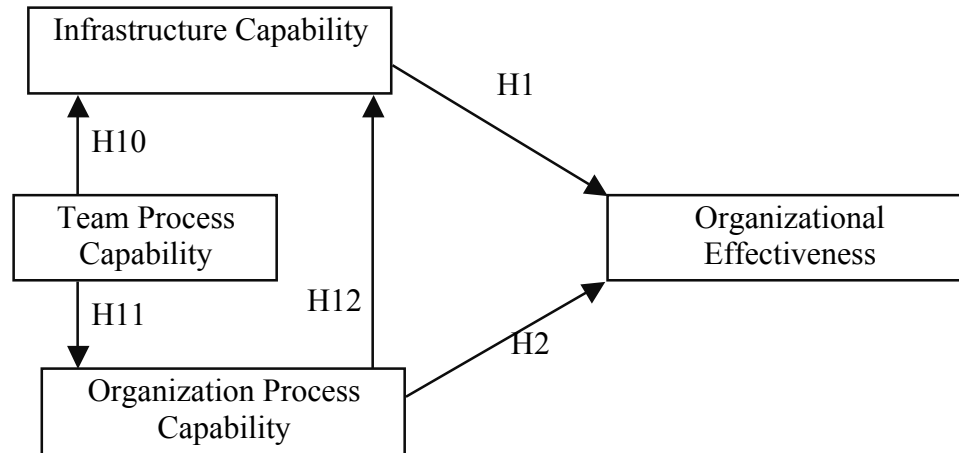 Infrastructure Capability
H1
H10
Team Process
Capability
Organizational
Effectiveness
H11
H12
H2
Organization Process
Capability